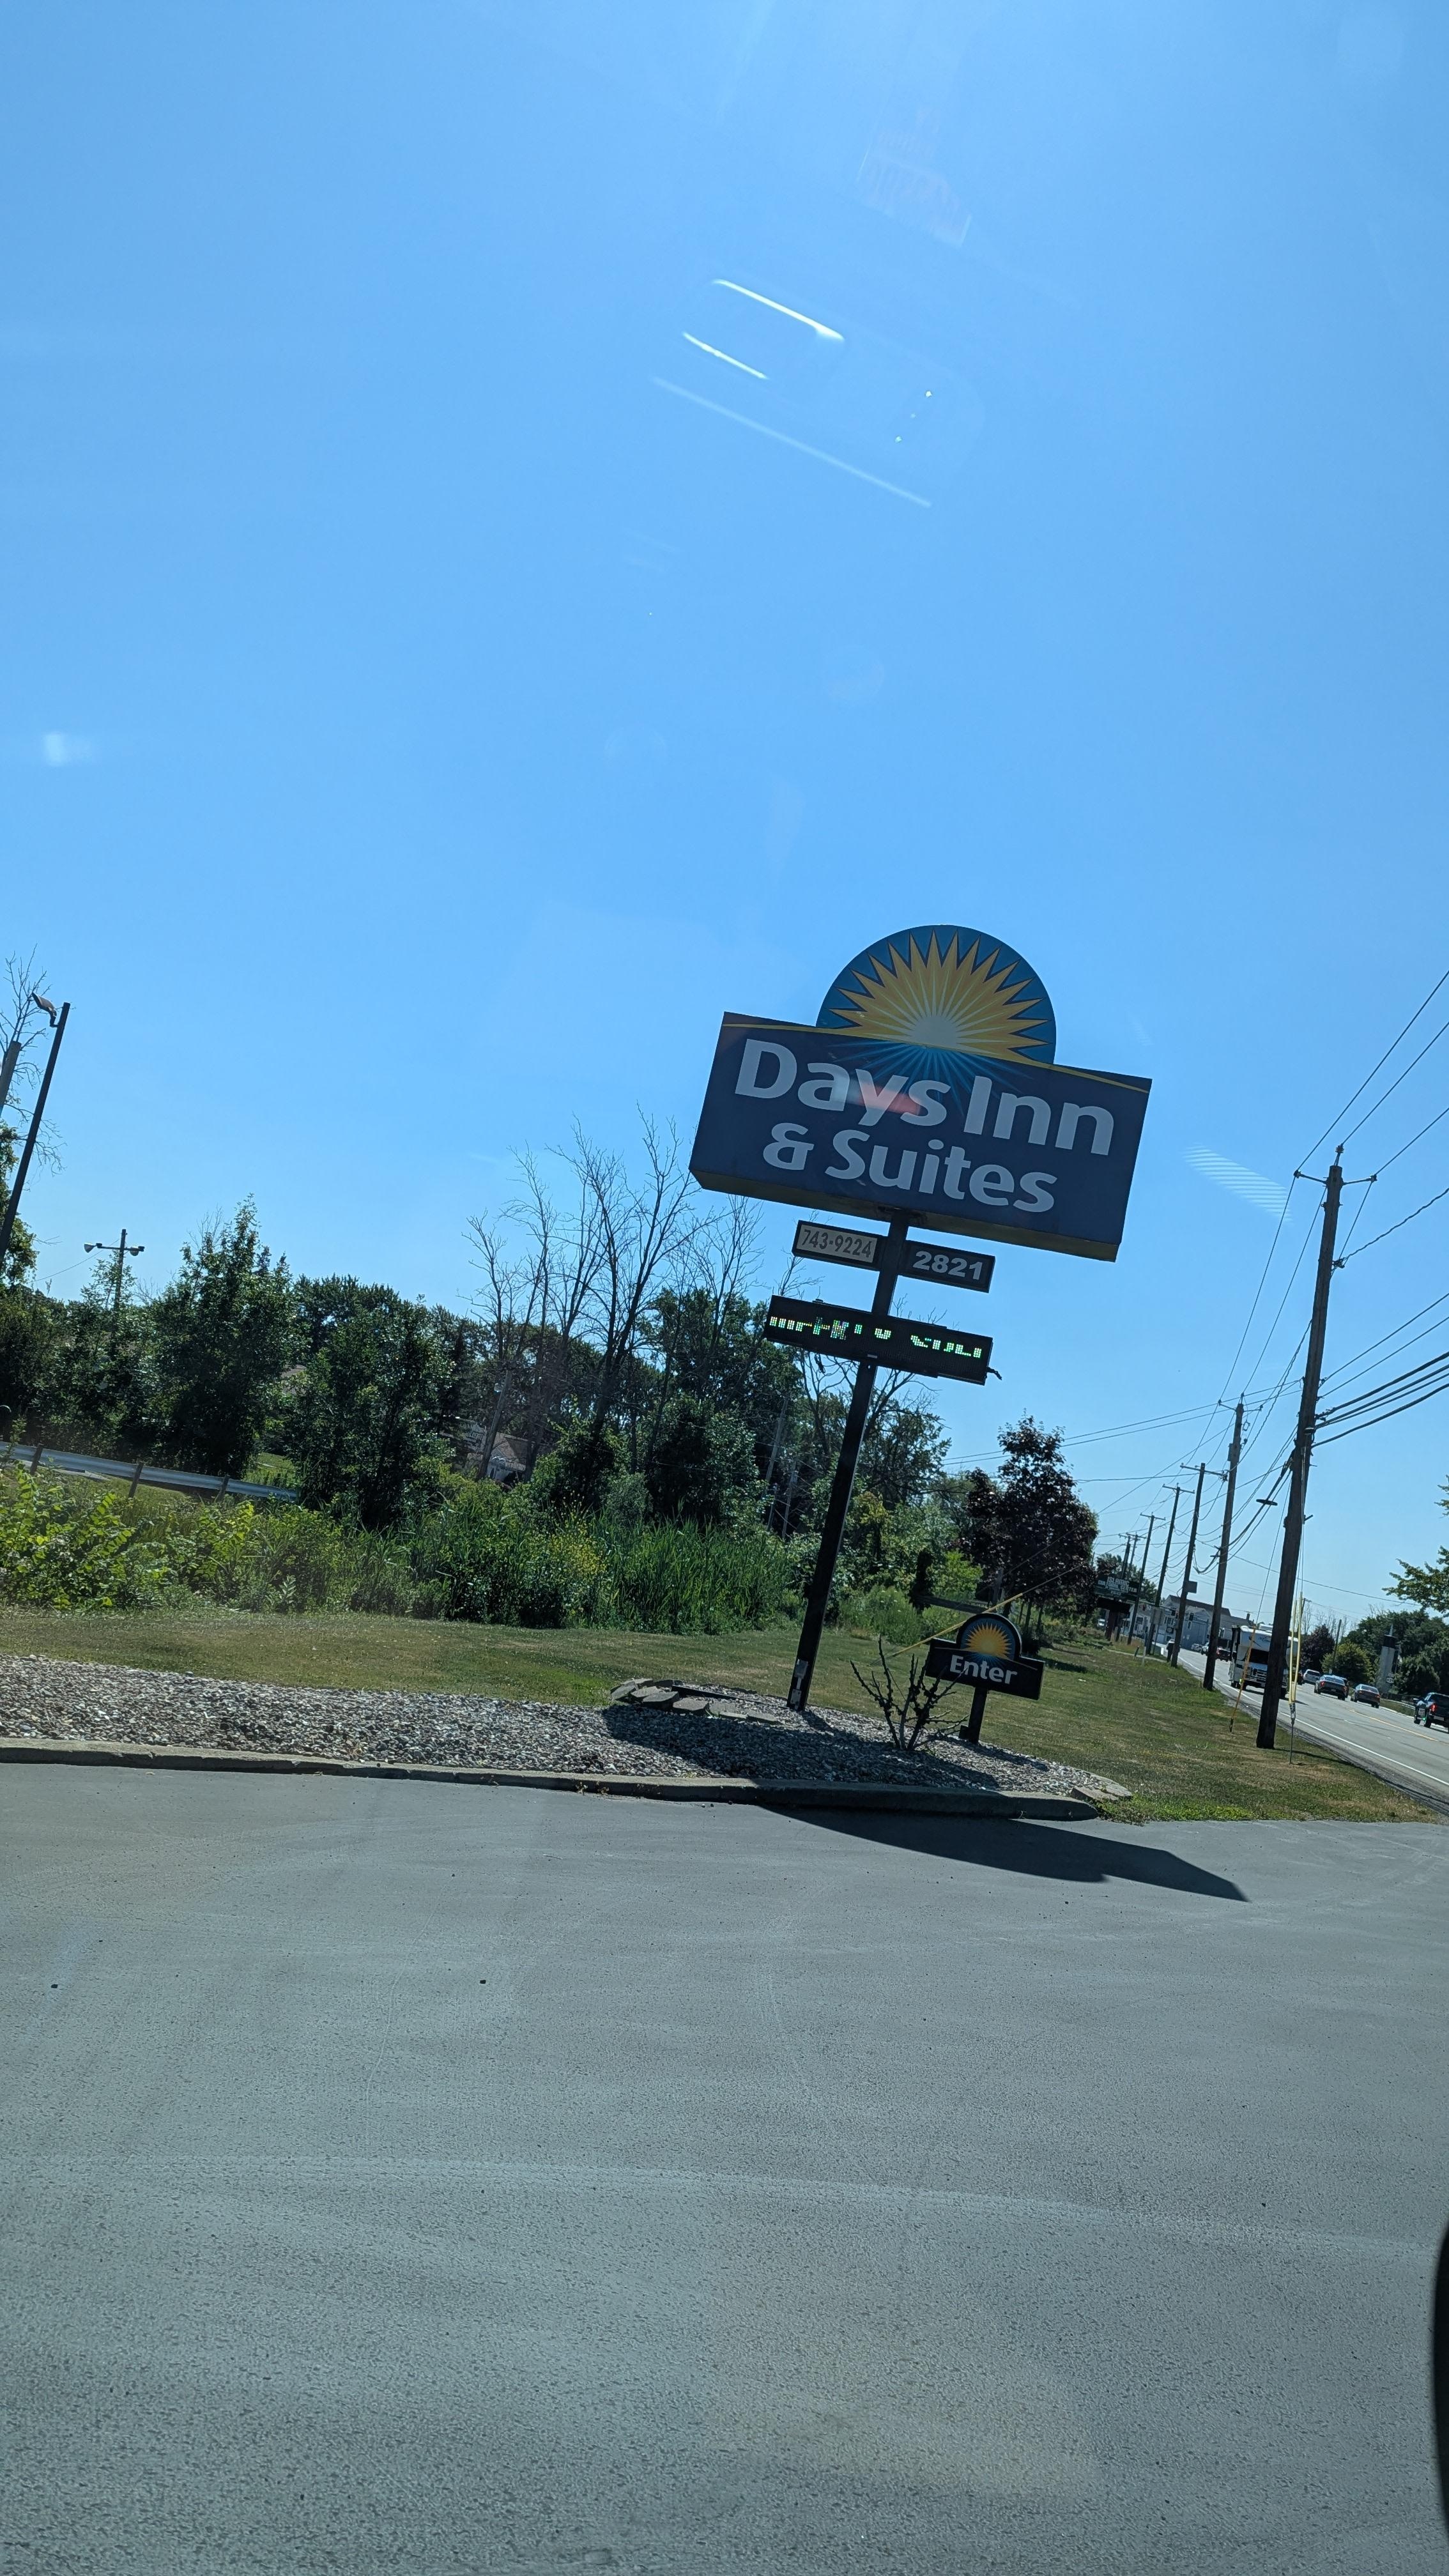 Days Inn
& Suites
743-9224 2821
Enter